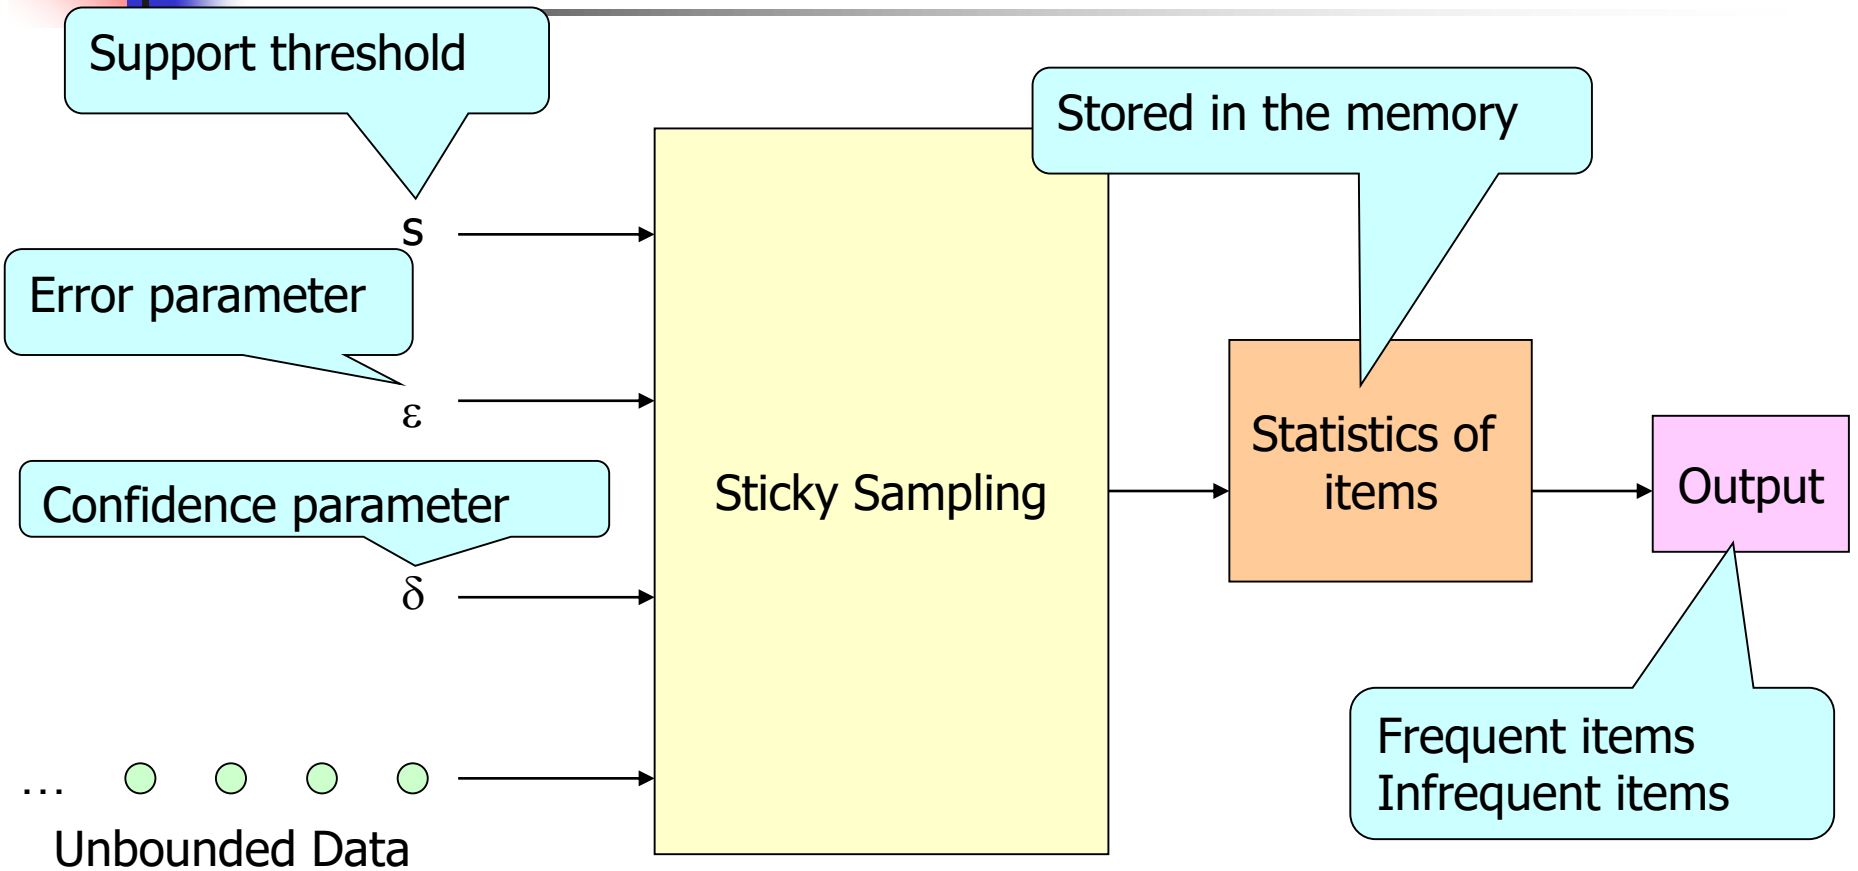 Support threshold
Stored in the memory
s
Error parameter
ε
Statistics of
items
Sticky Sampling
Output
Confidence parameter
δ
Frequent items
Infrequent items
...
Unbounded Data